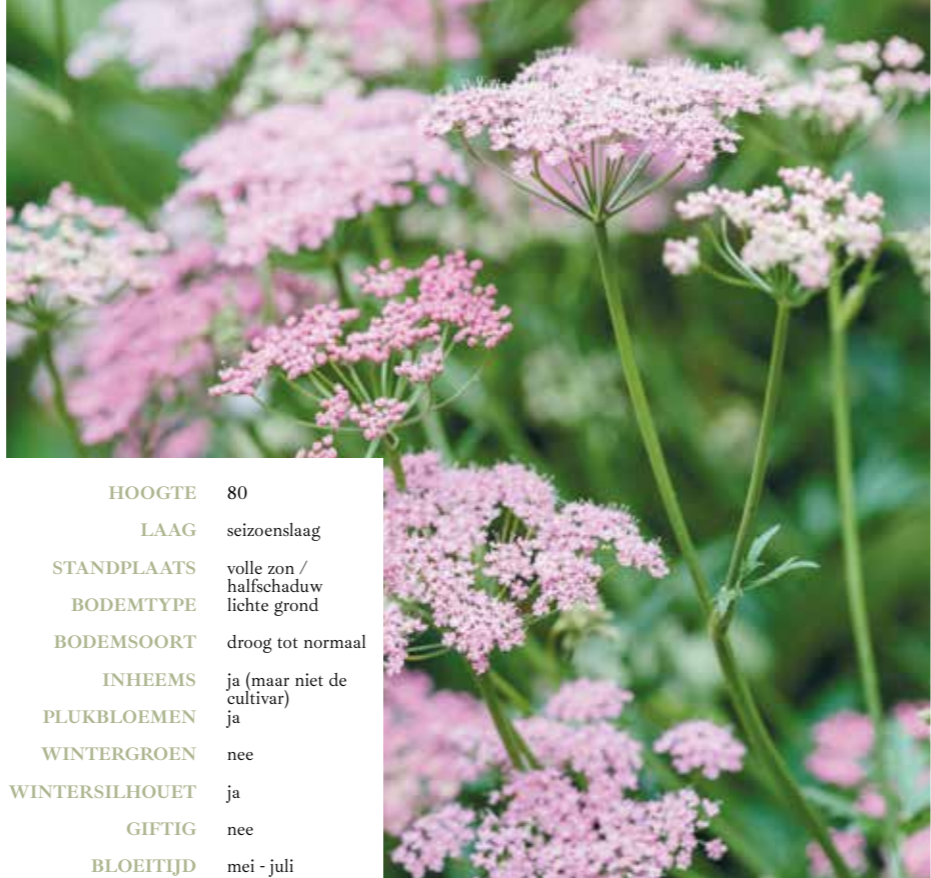 HOOGTE 80
LAAG seizoenslaag
STANDPLAATS volle zon /
halfschaduw
BODEMTYPE lichte grond
BODEMSOORT droog tot normaal
INHEEMS ja (maar niet de
cultivar)
PLUKBLOEMEN ja
WINTERGROEN nee
WINTERSILHOUET ja
GIFTIG nee
BLOEITIJD mei - juli